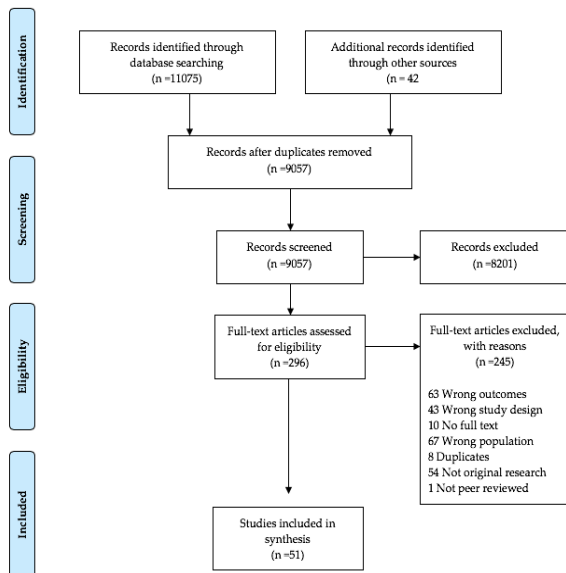 Identification
Records identified through
database searching
(n =11075)
Additional records identified
through other sources
(n = 42
Records after duplicates removed
(n =9057)
Screening
Records screened
(n =9057)
Records excluded
(n =8201)
Eligibility
Full-text articles assessed
for eligibility
(n =296)
Full-text articles excluded,
with reasons
(n =245)
63 Wrong outcomes
43 Wrong study design
10 No full text
67 Wrong population
8 Duplicates
54 Not original research
1 Not peer reviewed
Included
Studies included in
synthesis
(n =51)